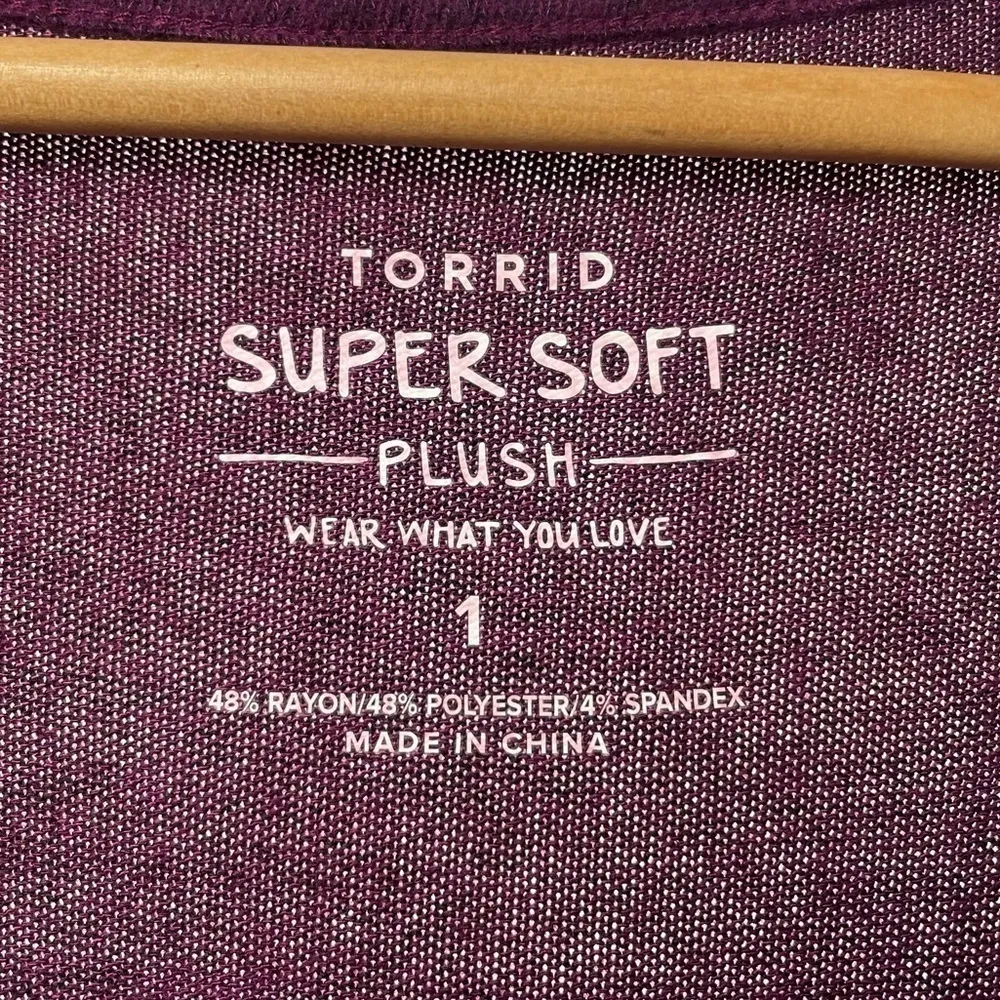 TORRID
SUPER SOFT
PLUSH
WEAR WHAT YOU LOVE
1
48% RAYON/48% POLYESTER/4% SPANDEX
MADE IN CHINA